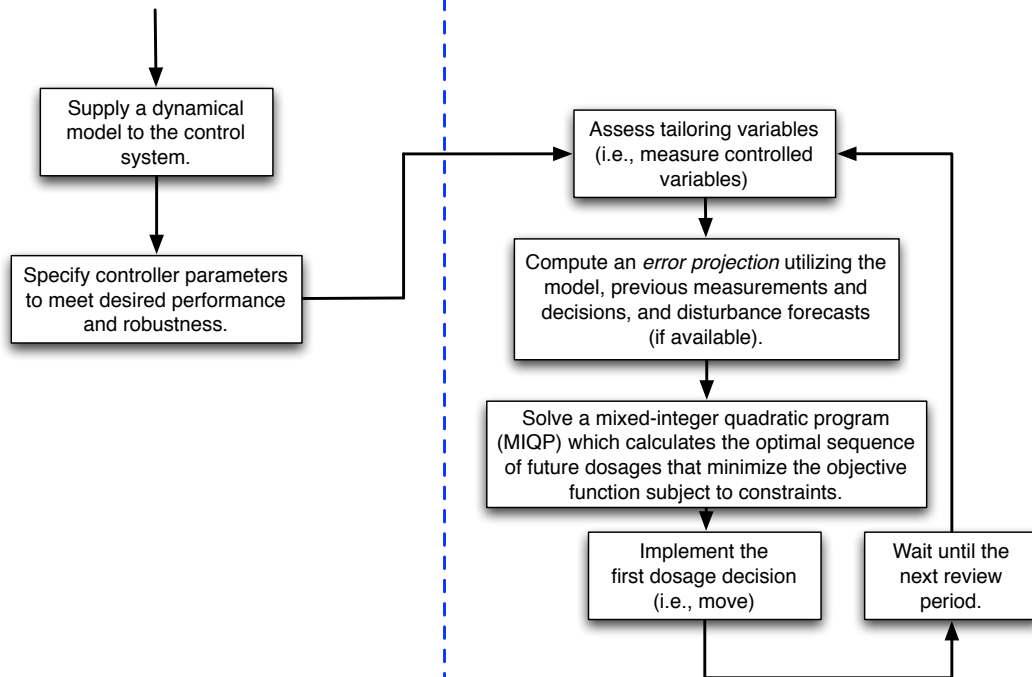 Supply a dynamical
model to the control
system.
Specify controller parameters
to meet desired performance
and robustness.
Assess tailoring variables
(i.e., measure controlled
variables)
Compute an error projection utilizing the
model, previous measurements and
decisions, and disturbance forecasts
(if available).
Solve a mixed-integer quadratic program
(MIQP) which calculates the optimal sequence
of future dosages that minimize the objective
function subject to constraints.
Implement the
first dosage decision
(i.e., move)
Wait until the
next review
period.